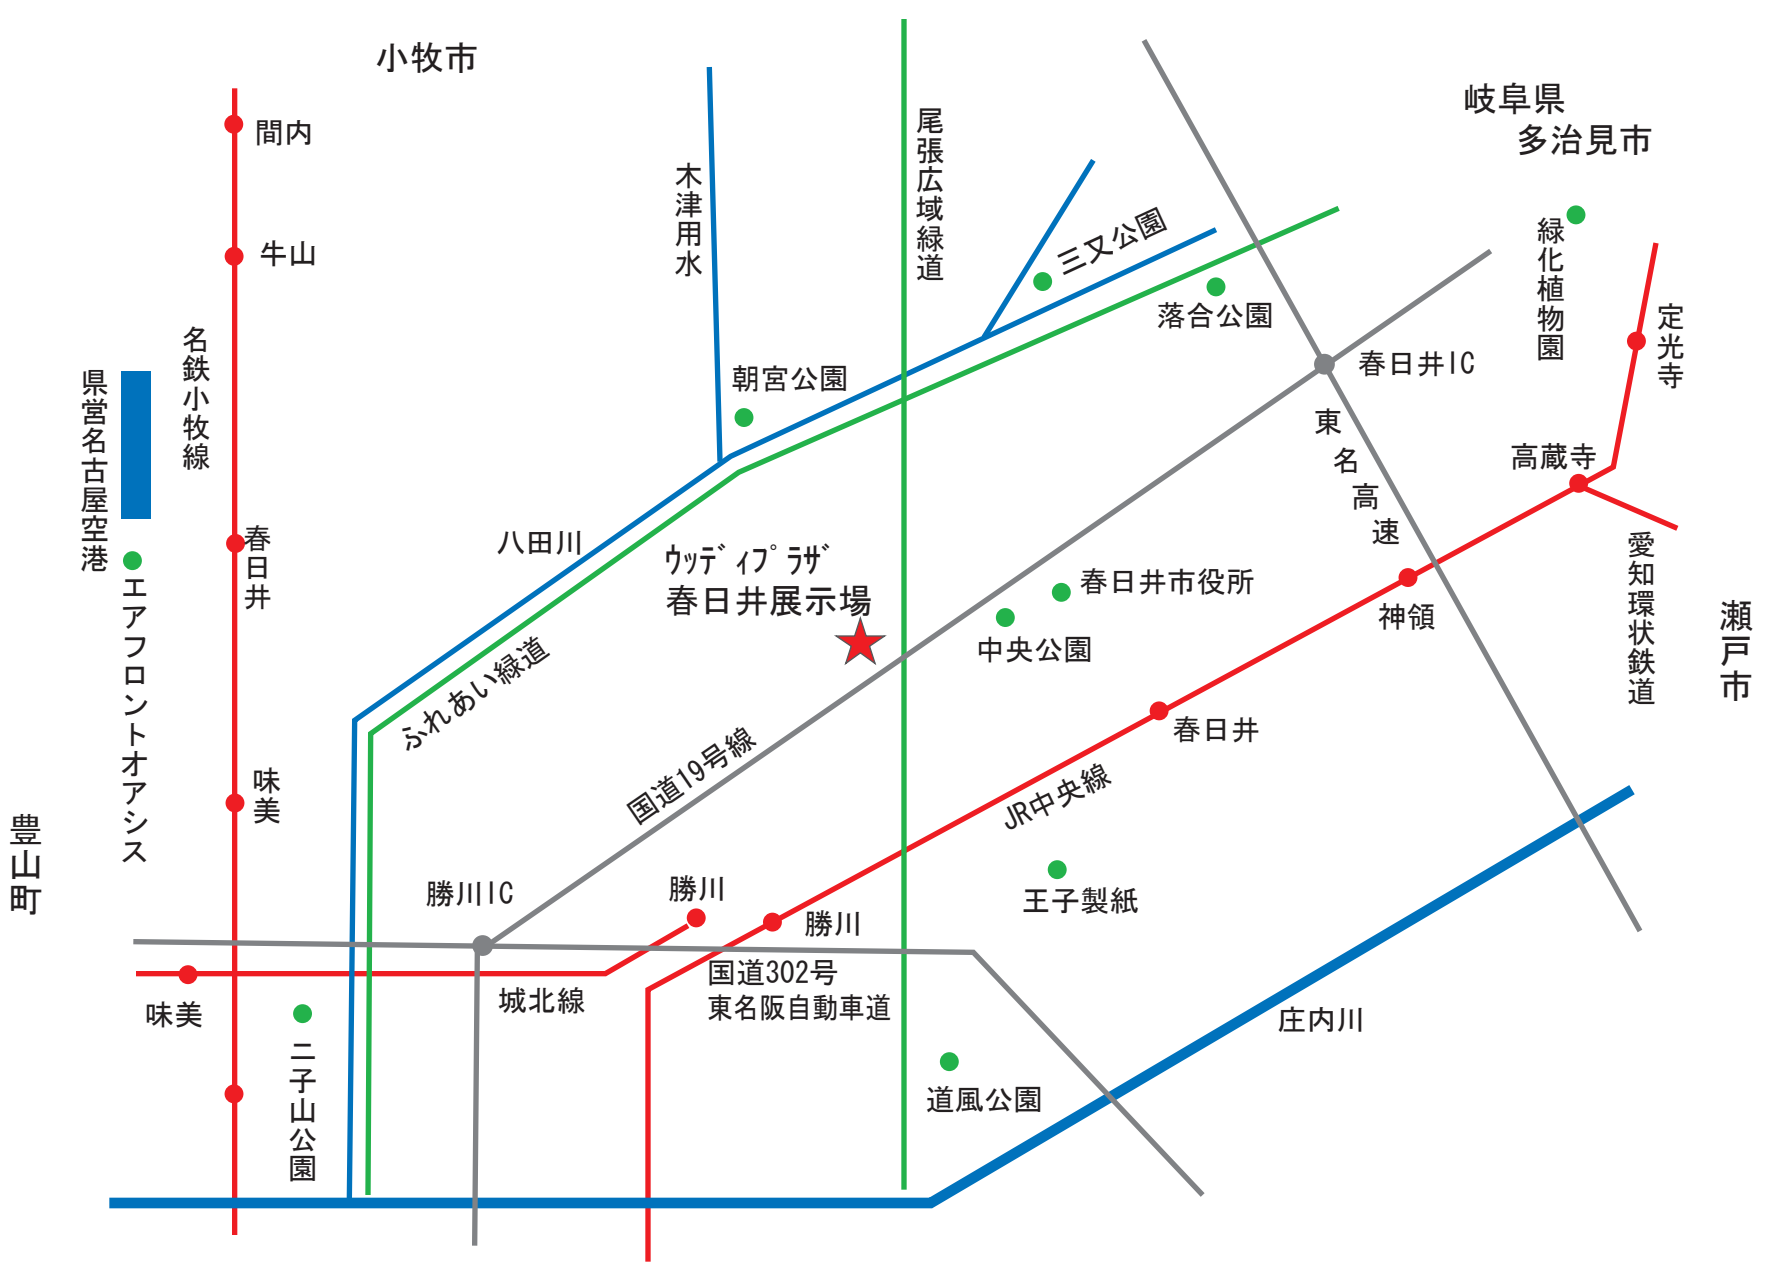 小牧市
岐阜県
多治見市
間内
牛山
名鉄小牧線
県営名古屋空港
エアフロントオアシス
春日井
味美
豊山町
木津用水
尾張広域緑道
三又公園
落合公園
朝宮公園
緑化植物園
定光寺
春日井IC
東名高速
高蔵寺
愛知環状鉄道
瀬戸市
八田川
ウッディプラザ
春日井展示場
ふれあい緑道
春日井市役所
中央公園
神領
春日井
国道19号線
JR中央線
王子製紙
勝川IC
勝川
勝川
国道302号
東名阪自動車道
城北線
味美
二子山公園
道風公園
庄内川